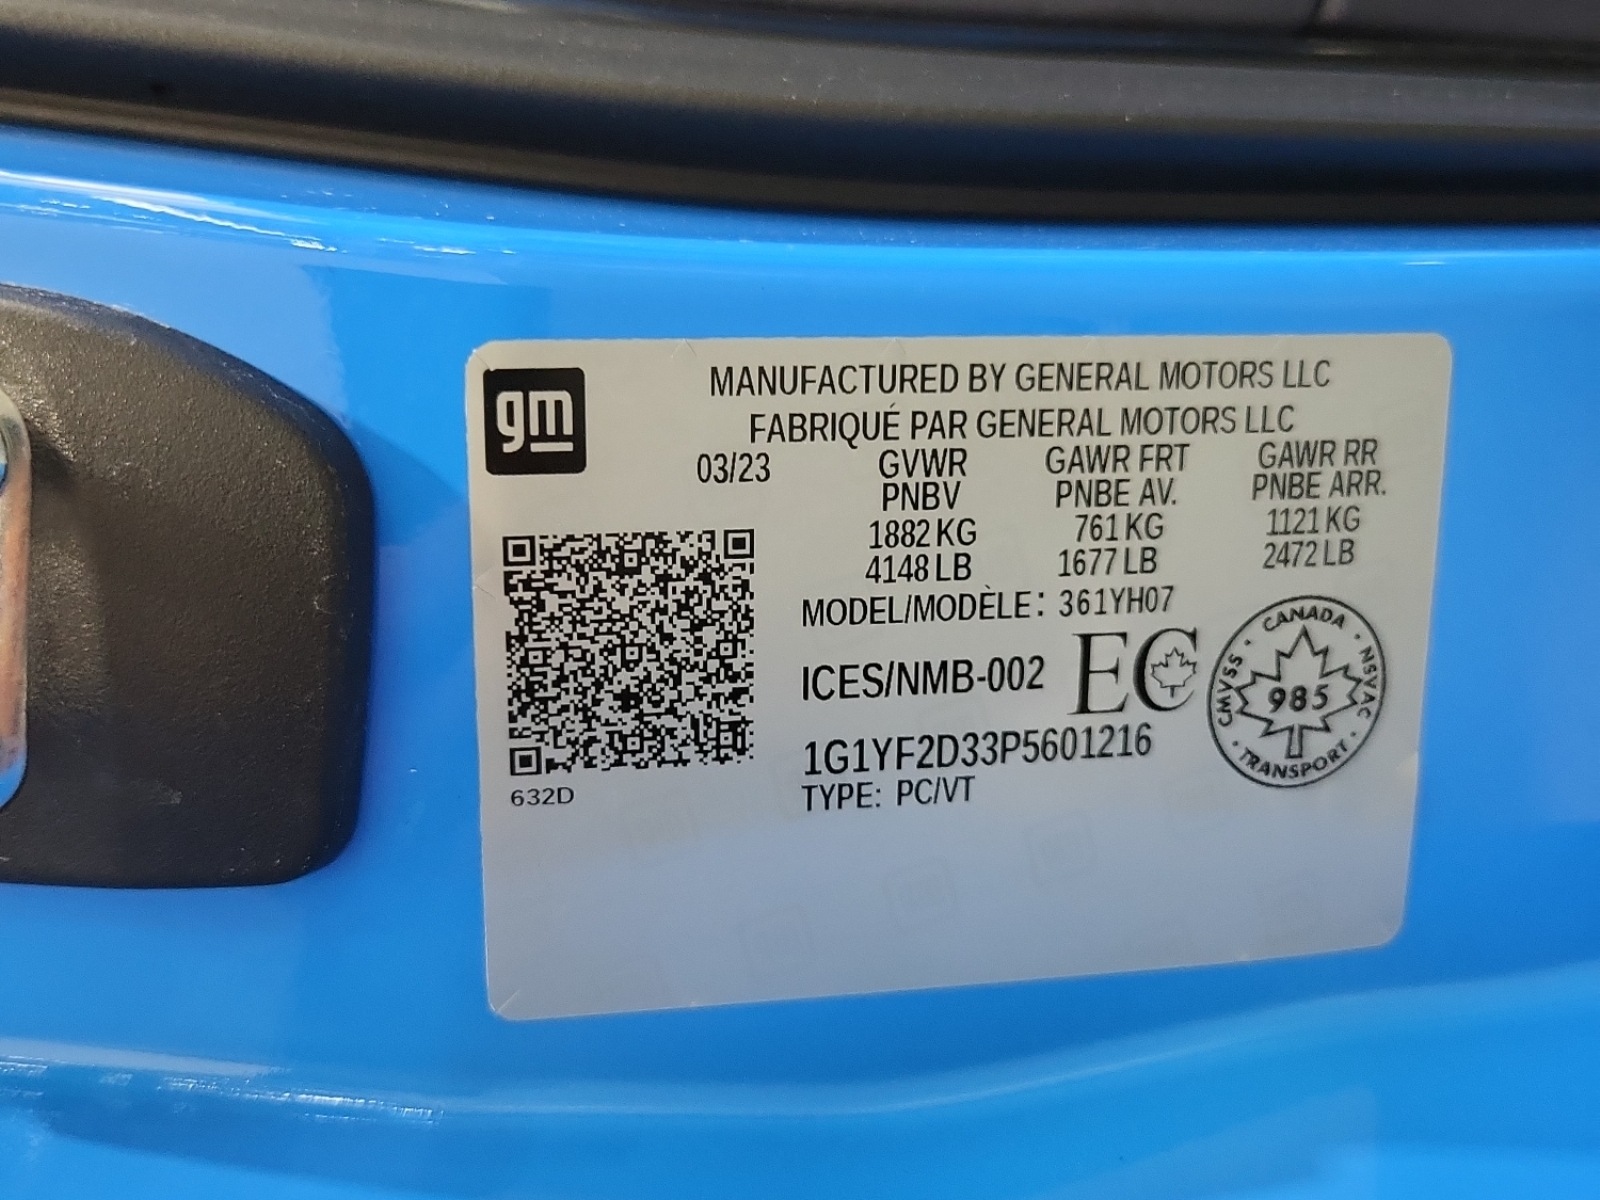 gm
MANUFACTURED BY GENERAL MOTORS LLC
FABRIQUÉ PAR GENERAL MOTORS LLC
03/23 GVWR GAWR FRT GAWR RR
PNBV PNBE AV. PNBE ARR.
1882 KG 761 KG 1121 KG
4148 LB 1677 LB 2472 LB
MODEL/MODÈLE: 361YH07
ICES/NMB-002 EC
CANADA
CMVSS 985 NSVAC
TRANSPORT
1G1YF2D33P5601216
TYPE: PC/VT
632D